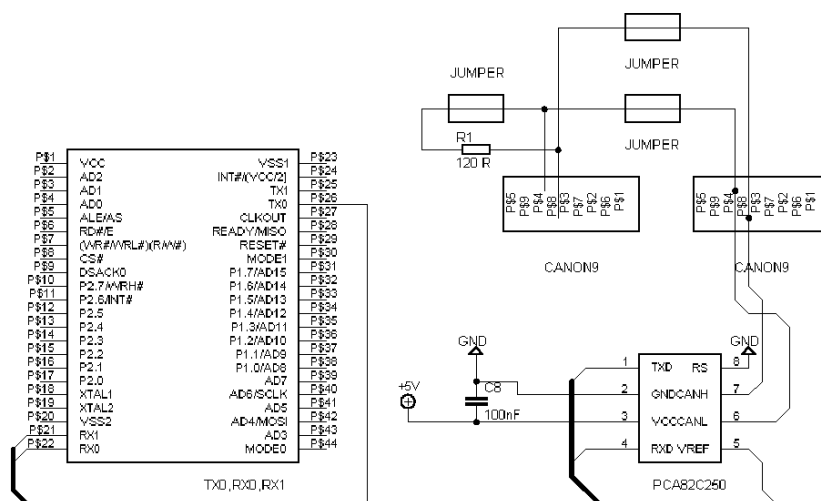 P$1 VCC VSS1 P$23
P$2 AD2 INT#/(VCC/2) P$24
P$3 AD1 TX1 P$25
P$4 AD0 TX0 P$26
P$5 ALE/AS CLKOUT P$27
P$6 RD#/E READY/MISO P$28
P$7 (WR#/WRL#)(R/W#) RESET# P$29
P$8 CS# MODE1 P$30
P$9 DSACK0 P1.7/AD15 P$31
P$10 P2.7/WRH# P1.6/AD14 P$32
P$11 P2.6/INT# P1.5/AD13 P$33
P$12 P2.5 P1.4/AD12 P$34
P$13 P2.4 P1.3/AD11 P$35
P$14 P2.3 P1.2/AD10 P$36
P$15 P2.2 P1.1/AD9 P$37
P$16 P2.1 P1.0/AD8 P$38
P$17 P2.0 AD7 P$39
P$18 XTAL1 AD6/SCLK P$40
P$19 XTAL2 AD5 P$41
P$20 VSS2 AD4/MOSI P$42
P$21 RX1 AD3 P$43
P$22 RX0 MODE0 P$44
TX0,RX0,RX1
JUMPER
JUMPER
JUMPER
R1
120 R
P$5 P$9 P$4 P$8 P$3 P$7 P$2 P$6 P$1
CANON9
P$5 P$9 P$4 P$8 P$3 P$7 P$2 P$6 P$1
CANON9
GND
GND
+5V
C8
100nF
1 TXD RS 8
2 GNDCANH 7
3 VCCCANL 6
4 RXD VREF 5
PCA82C250